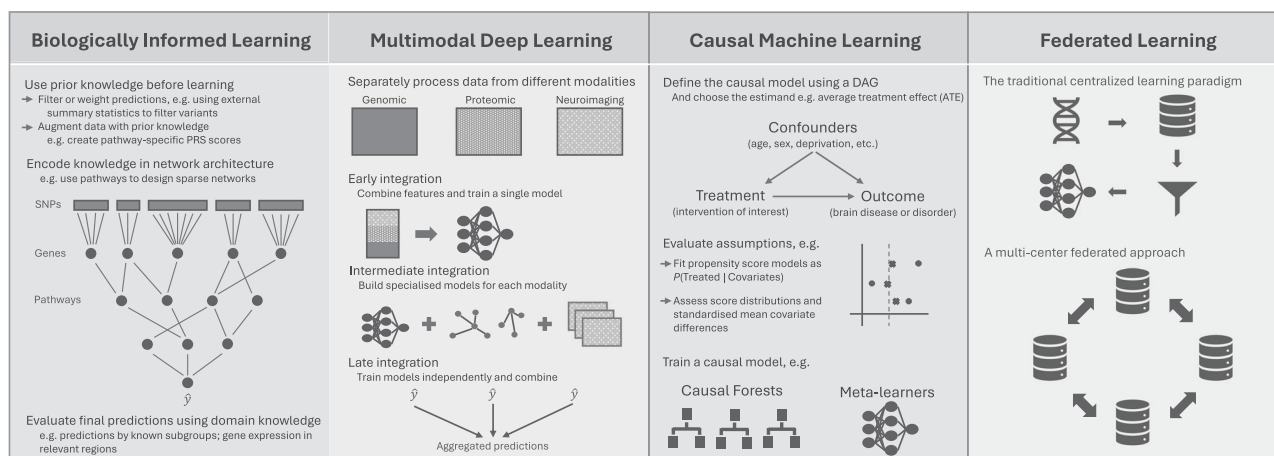 Biologically Informed Learning
Use prior knowledge before learning
Filter or weight predictions, e.g. using external
summary statistics to filter variants
Augment data with prior knowledge
e.g. create pathway-specific PRS scores
Encode knowledge in network architecture
e.g. use pathways to design sparse networks
SNPs
Genes
Pathways
ŷ
Evaluate final predictions using domain knowledge
e.g. predictions by known subgroups; gene expression in
relevant regions
Multimodal Deep Learning
Separately process data from different modalities
Genomic Proteomic Neuroimaging
Early integration
Combine features and train a single model
Intermediate integration
Build specialised models for each modality
Late integration
Train models independently and combine
ŷ ŷ ŷ
Aggregated predictions
Causal Machine Learning
Define the causal model using a DAG
And choose the estimand e.g. average treatment effect (ATE)
Confounders
(age, sex, deprivation, etc.)
Treatment Outcome
(intervention of interest) (brain disease or disorder)
Evaluate assumptions, e.g.
Fit propensity score models as
P(Treated | Covariates)
Assess score distributions and
standardised mean covariate
differences
Train a causal model, e.g.
Causal Forests Meta-learners
Federated Learning
The traditional centralized learning paradigm
A multi-center federated approach